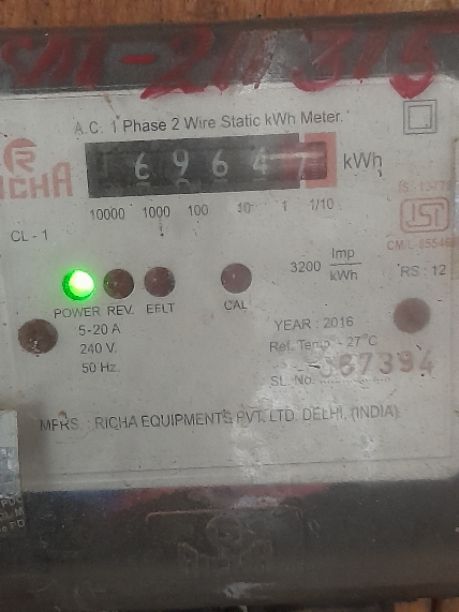 A.C. 1 Phase 2 Wire Static kWh Meter.
RICHA
6964 kWh
10000 1000 100 10 1 1/10
CL - 1
3200 Imp/kWh
RS : 12
POWER REV. EFLT CAL
5-20 A
240 V.
50 Hz.
YEAR : 2016
Ref. Temp. - 27°C
SL. No. 67394
MFRS. : RICHA EQUIPMENTS PVT. LTD. DELHI. (INDIA)